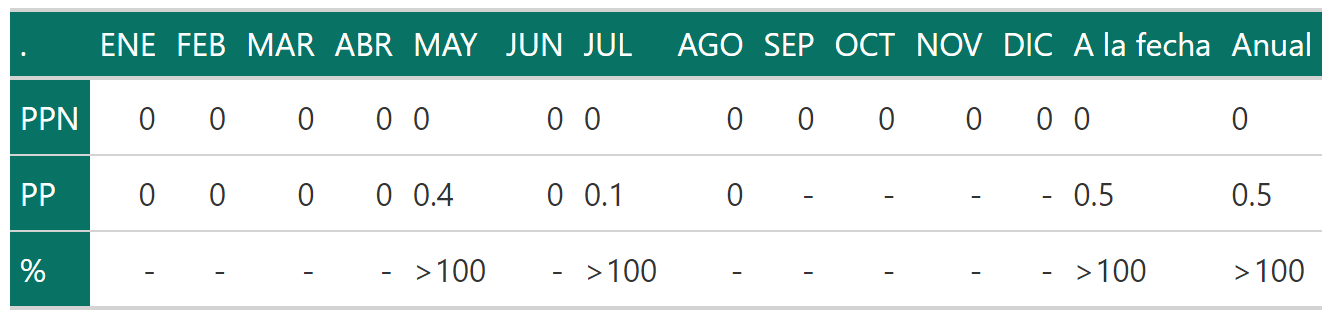 . ENE FEB MAR ABR MAY JUN JUL AGO SEP OCT NOV DIC A la fecha Anual
PPN 0 0 0 0 0 0 0 0 0 0 0 0 0 0
PP 0 0 0 0 0.4 0 0.1 0 - - - - 0.5 0.5
% - - - - >100 - >100 - - - - - >100 >100